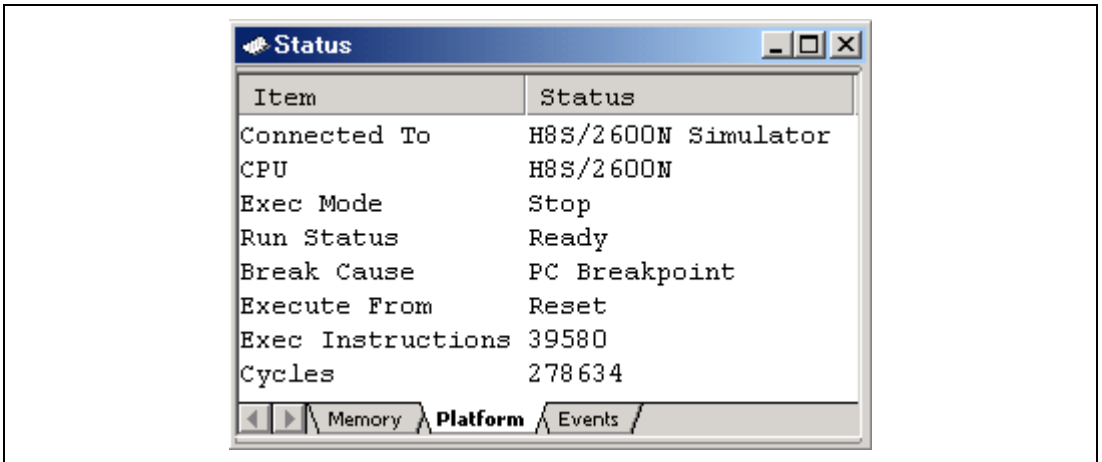 Status
Item Status
Connected To H8S/2600N Simulator
CPU H8S/2600N
Exec Mode Stop
Run Status Ready
Break Cause PC Breakpoint
Execute From Reset
Exec Instructions 39580
Cycles 278634
Memory Platform Events